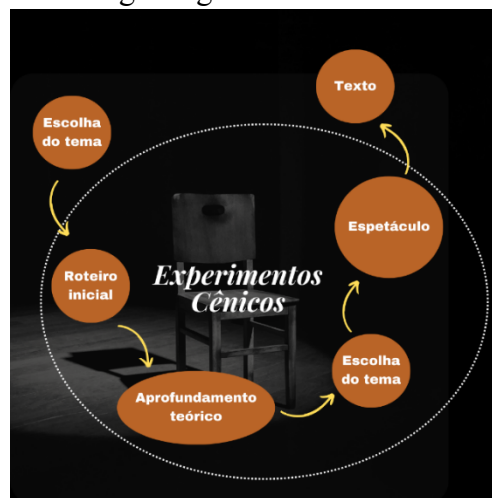 Escolha
do tema
Roteiro
inicial
Aprofundamento
teórico
Escolha
do tema
Espetáculo
Texto
Experimentos
Cênicos